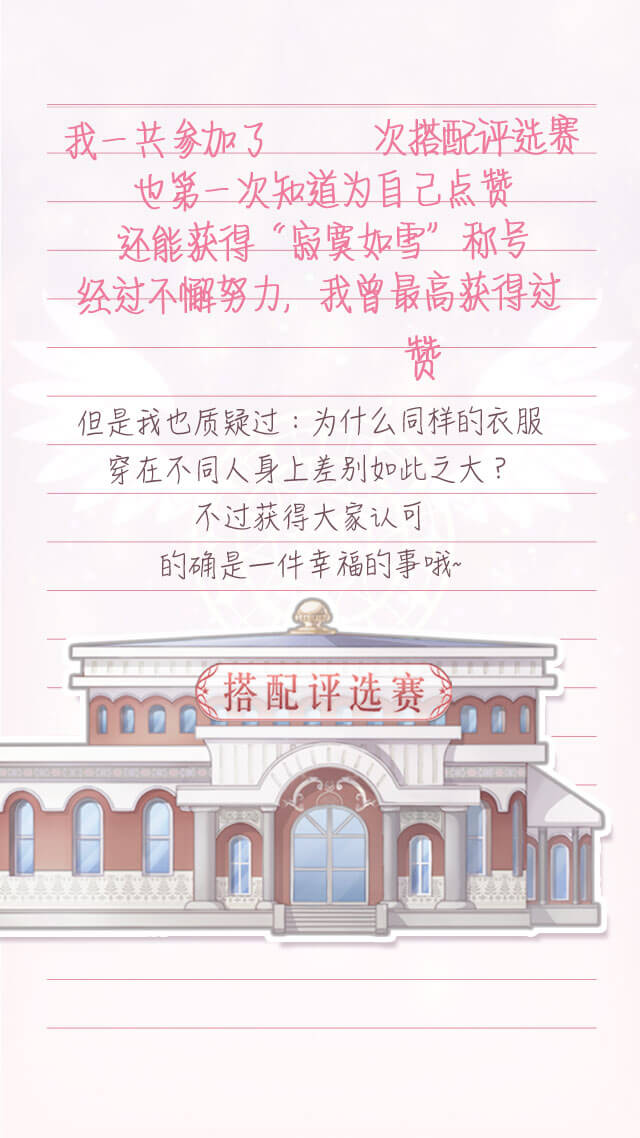 我一共参加了 次搭配评选赛
也第一次知道为自己点赞
还能获得“寂寞如雪”称号
经过不懈努力，我曾最高获得过
赞
但是我也质疑过：为什么同样的衣服
穿在不同人身上差别如此之大？
不过获得大家认可
的确是一件幸福的事哦~
搭配评选赛